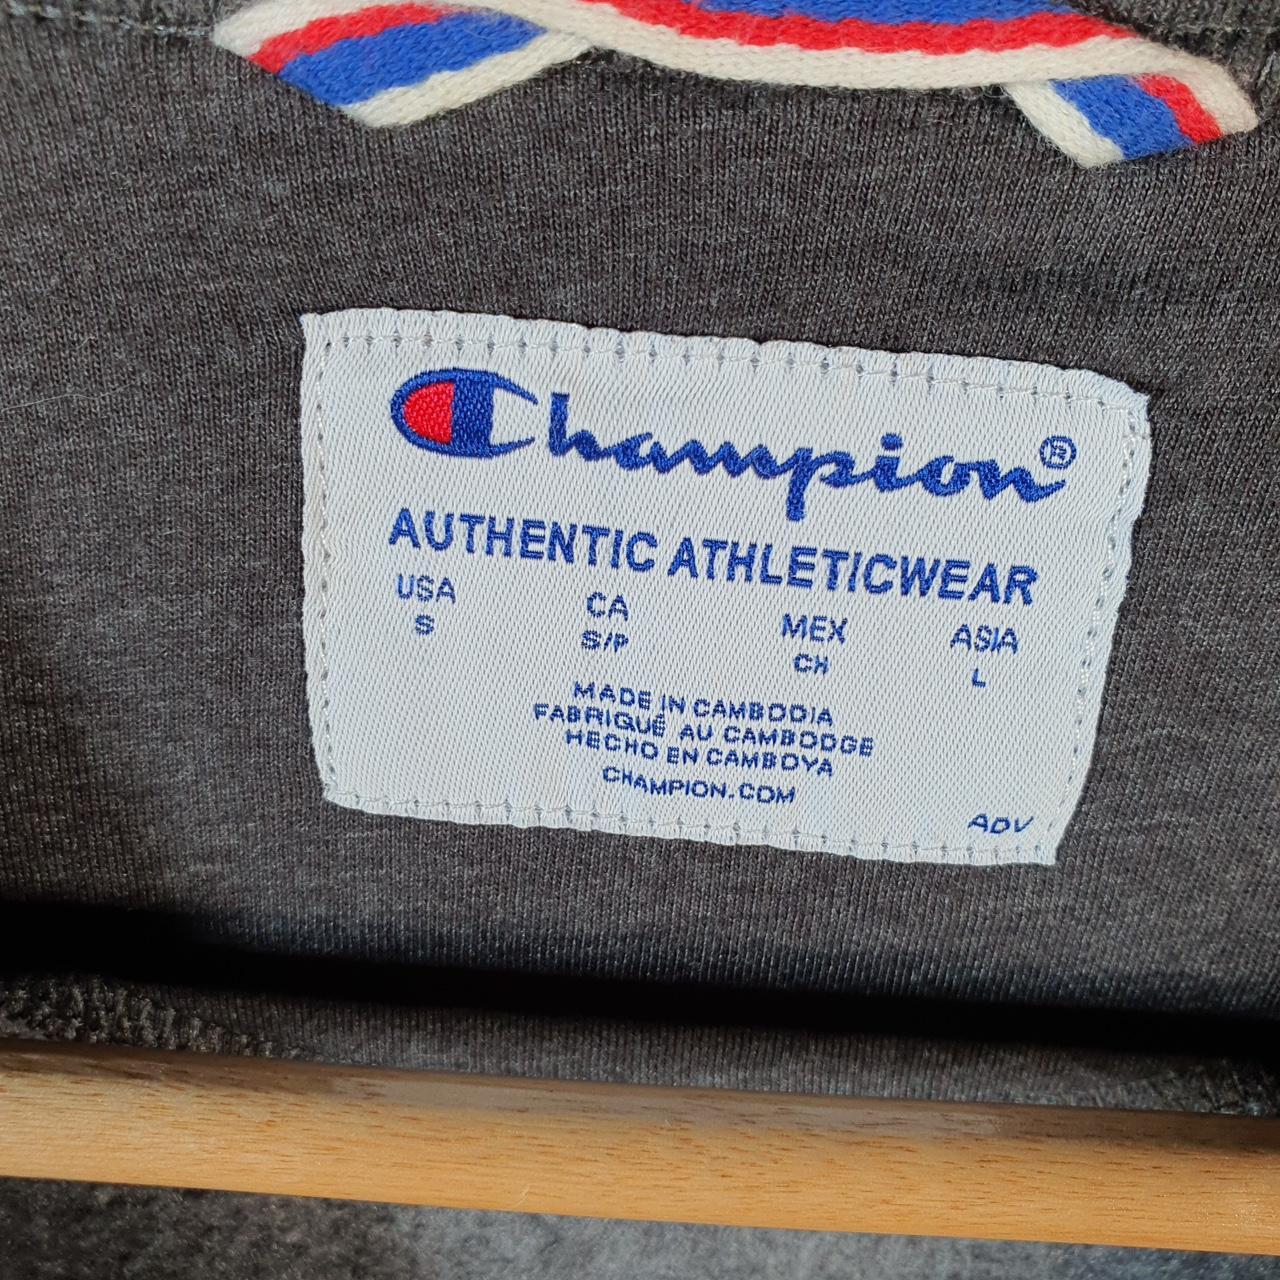 Champion®
AUTHENTIC ATHLETICWEAR
USA CA MEX ASIA
S S/P CH L
MADE IN CAMBODIA
FABRIQUÉ AU CAMBODGE
HECHO EN CAMBOYA
CHAMPION.COM
ADV